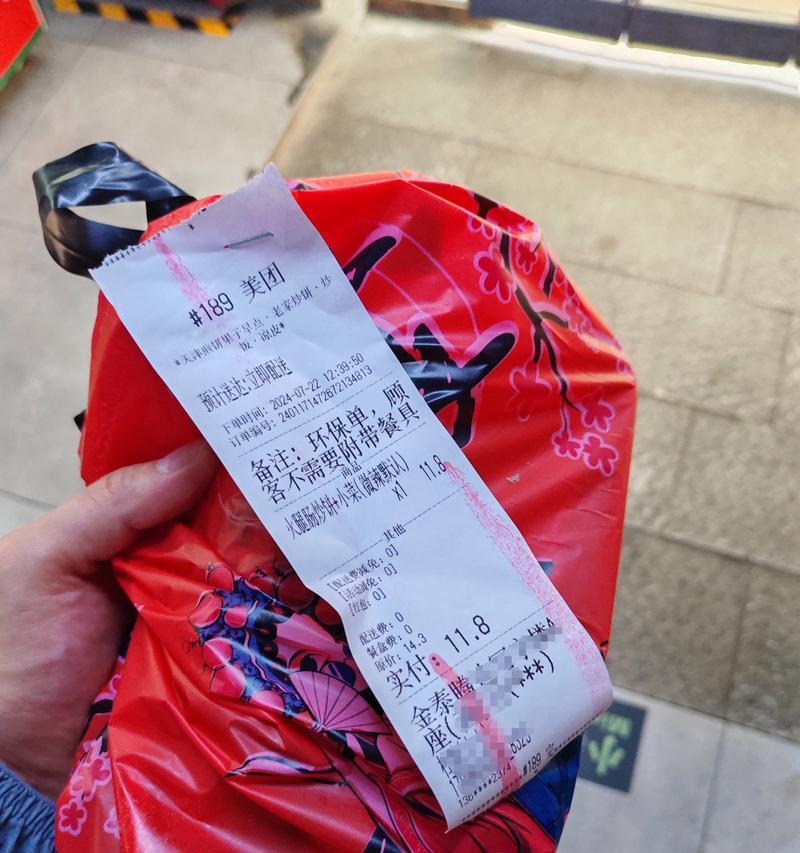 #189 美团
*天津煎饼果子早点·老家炒饼·炒
饭·凉皮*
预计送达:立即配送
下单时间: 2024-07-22 12:39:50
订单编号: 2401171472672134813
备注: 环保单, 顾
客不需要附带餐具
商品
火腿肠炒饼+小菜(微辣默认)
x1 11.8
其他
[配送费减免: 0]
[活动减免: 0]
[红包: 0]
配送费: 0
餐盒费: 0
原价: 14.3
实付: 11.8
金泰腾
座(
#189 完
小